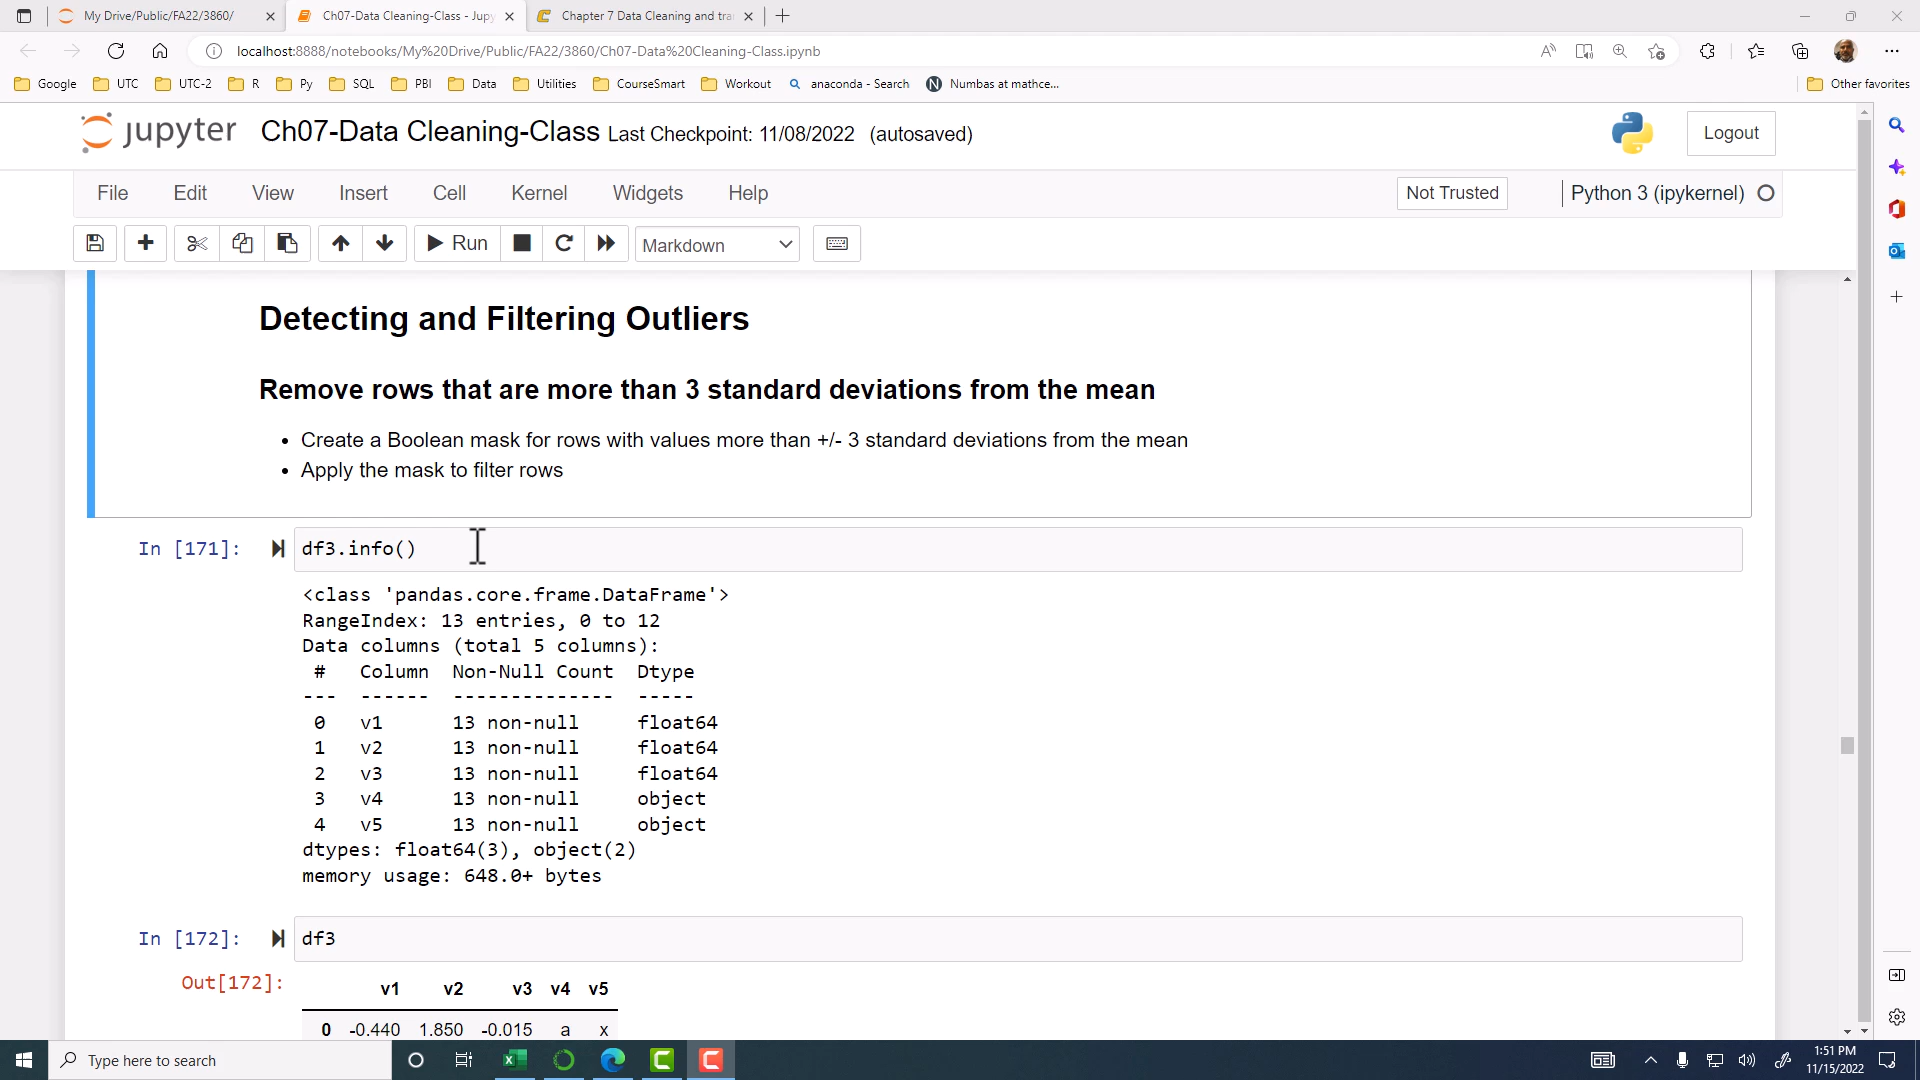 My Drive/Public/FA22/3860/
Ch07-Data Cleaning-Class - Jupy
Chapter 7 Data Cleaning and tra
localhost:8888/notebooks/My%20Drive/Public/FA22/3860/Ch07-Data%20Cleaning-Class.ipynb
Google UTC UTC-2 R Py SQL PBI Data Utilities CourseSmart Workout anaconda - Search Numbas at mathce... Other favorites
jupyter Ch07-Data Cleaning-Class Last Checkpoint: 11/08/2022 (autosaved) Logout
File Edit View Insert Cell Kernel Widgets Help Not Trusted Python 3 (ipykernel)
Run Markdown
Detecting and Filtering Outliers
Remove rows that are more than 3 standard deviations from the mean
• Create a Boolean mask for rows with values more than +/- 3 standard deviations from the mean
• Apply the mask to filter rows
In [171]: df3.info()
<class 'pandas.core.frame.DataFrame'>
RangeIndex: 13 entries, 0 to 12
Data columns (total 5 columns):
# Column Non-Null Count Dtype
--- ------ -------------- -----
0 v1 13 non-null float64
1 v2 13 non-null float64
2 v3 13 non-null float64
3 v4 13 non-null object
4 v5 13 non-null object
dtypes: float64(3), object(2)
memory usage: 648.0+ bytes
In [172]: df3
Out[172]:
v1 v2 v3 v4 v5
0 -0.440 1.850 -0.015 a x
Type here to search
1:51 PM
11/15/2022